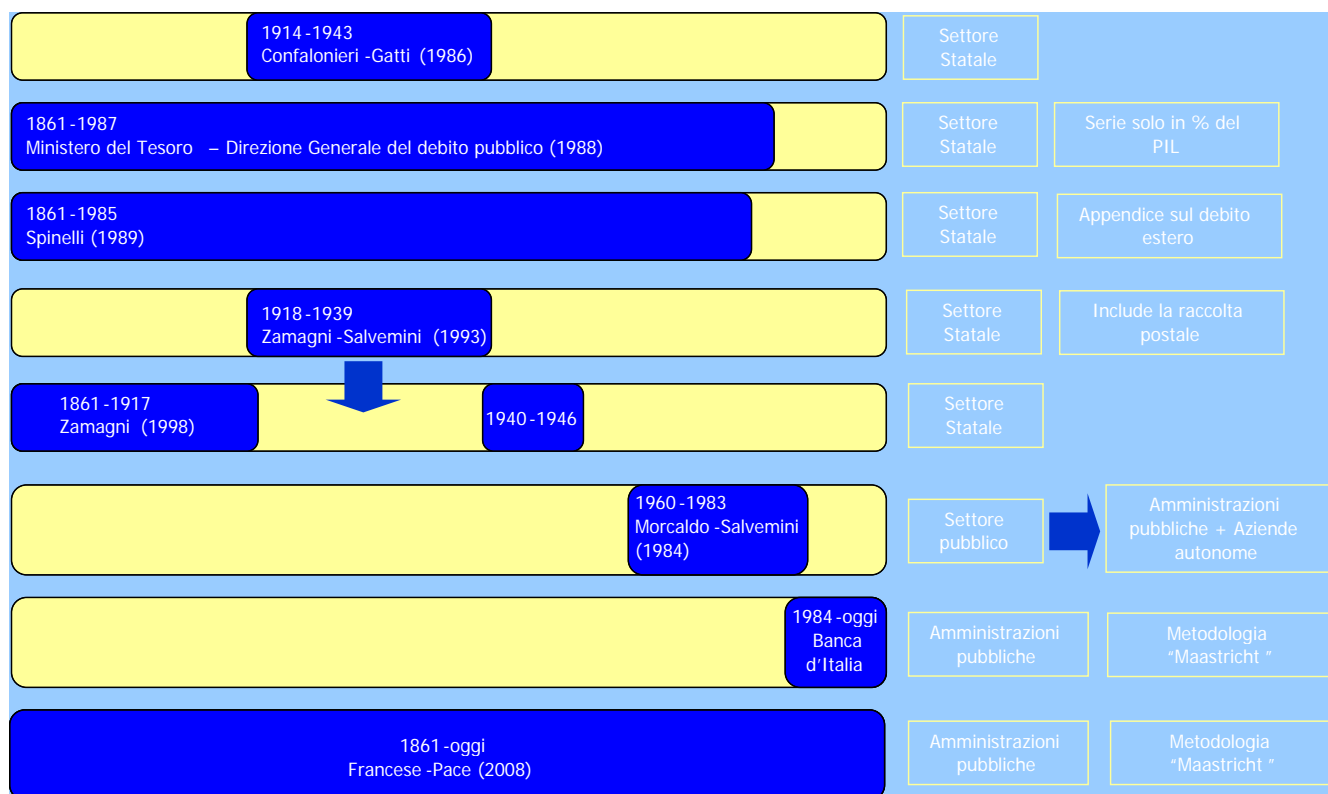 1914-1943
Confalonieri-Gatti (1986)
Settore
Statale
1861-1987
Ministero del Tesoro – Direzione Generale del debito pubblico (1988)
Settore
Statale
Serie solo in % del
PIL
1861-1985
Spinelli (1989)
Settore
Statale
Appendice sul debito
estero
1918-1939
Zamagni-Salvemini (1993)
Settore
Statale
Include la raccolta
postale
1861-1917
Zamagni (1998)
1940-1946
Settore
Statale
1960-1983
Morcaldo-Salvemini
(1984)
Settore
pubblico
Amministrazioni
pubbliche + Aziende
autonome
1984-oggi
Banca
d'Italia
Amministrazioni
pubbliche
Metodologia
"Maastricht"
1861-oggi
Francese-Pace (2008)
Amministrazioni
pubbliche
Metodologia
"Maastricht"